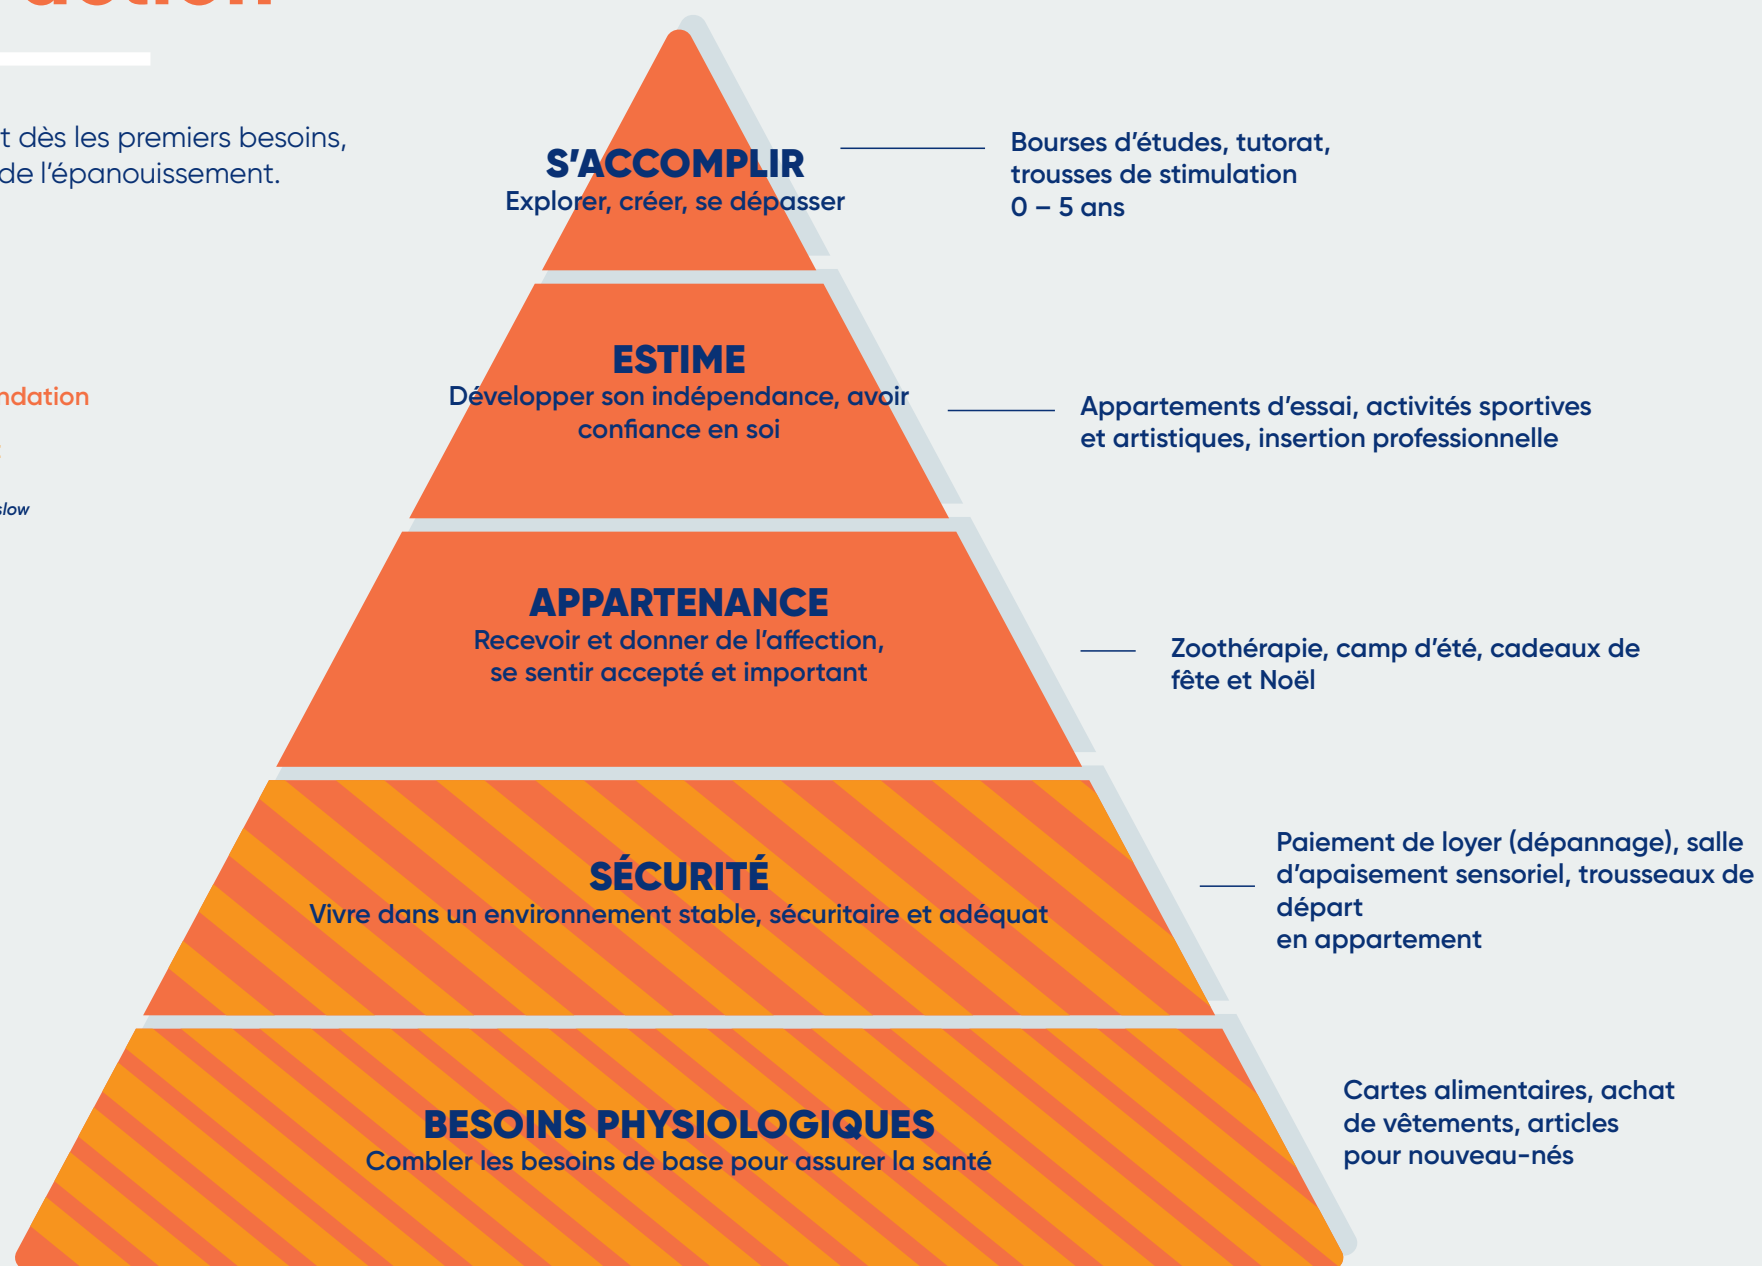 action
t dès les premiers besoins,
de l'épanouissement.
ndation
slow
S'ACCOMPLIR
Explorer, créer, se dépasser
Bourses d'études, tutorat,
trousses de stimulation
0 – 5 ans
ESTIME
Développer son indépendance, avoir
confiance en soi
Appartements d'essai, activités sportives
et artistiques, insertion professionnelle
APPARTENANCE
Recevoir et donner de l'affection,
se sentir accepté et important
Zoothérapie, camp d'été, cadeaux de
fête et Noël
SÉCURITÉ
Vivre dans un environnement stable, sécuritaire et adéquat
Paiement de loyer (dépannage), salle
d'apaisement sensoriel, trousseaux de
départ
en appartement
BESOINS PHYSIOLOGIQUES
Combler les besoins de base pour assurer la santé
Cartes alimentaires, achat
de vêtements, articles
pour nouveau-nés